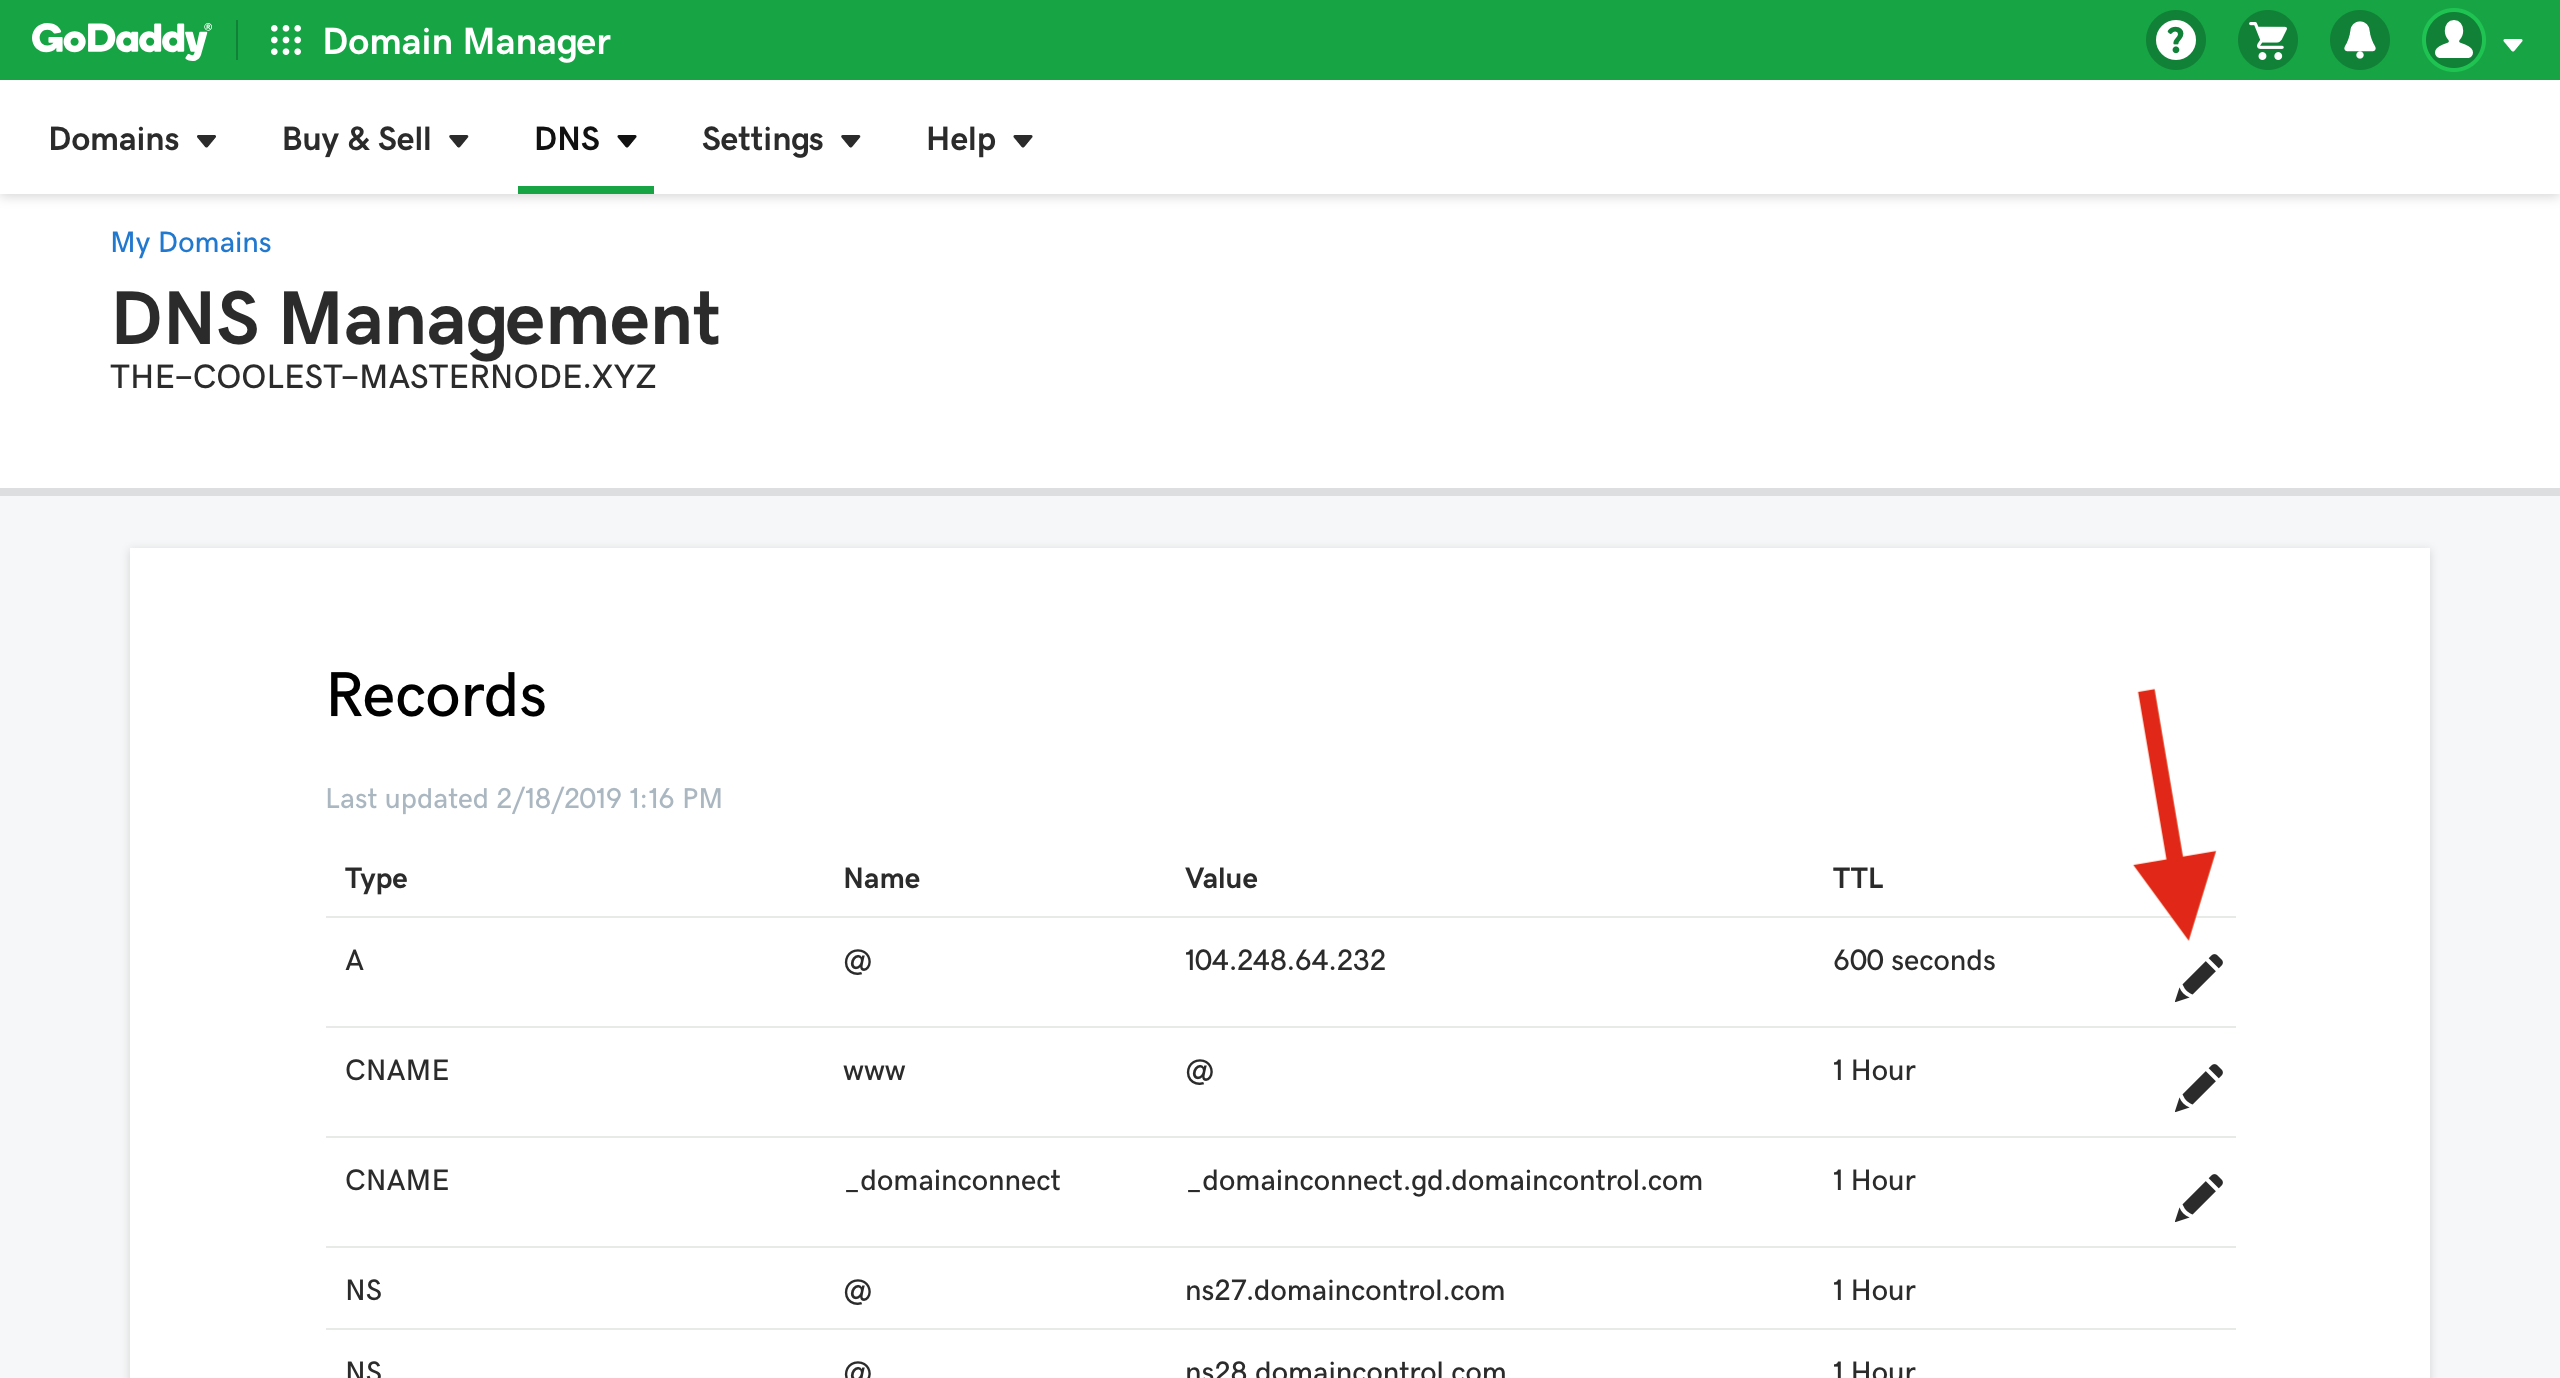 GoDaddy® Domain Manager
Domains Buy & Sell DNS Settings Help
My Domains
DNS Management
THE-COOLEST-MASTERNODE.XYZ
Records
Last updated 2/18/2019 1:16 PM
Type Name Value TTL
A @ 104.248.64.232 600 seconds
CNAME www @ 1 Hour
CNAME _domainconnect _domainconnect.gd.domaincontrol.com 1 Hour
NS @ ns27.domaincontrol.com 1 Hour
NS @ ns28.domaincontrol.com 1 Hour